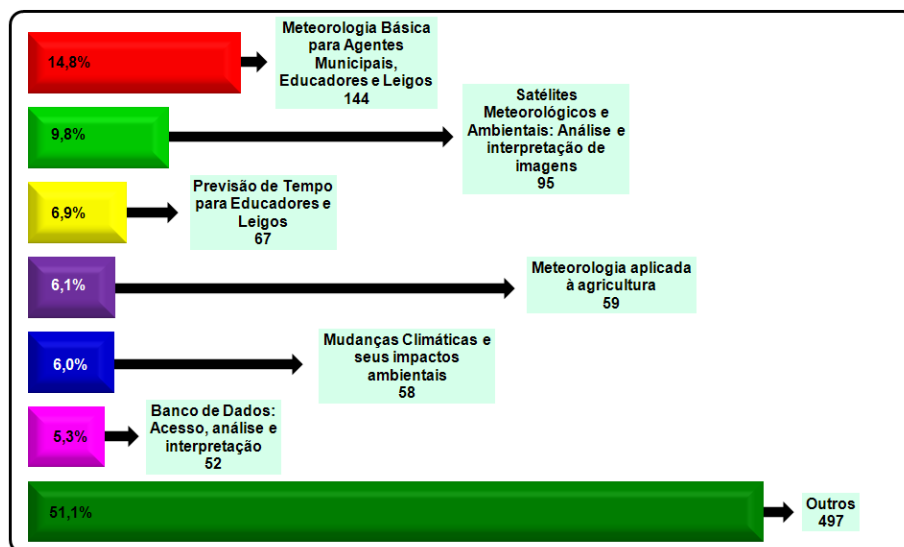 14,8%
Meteorologia Básica
para Agentes
Municipais,
Educadores e Leigos
144
9,8%
Satélites
Meteorológicos e
Ambientais: Análise e
interpretação de
imagens
95
6,9%
Previsão de Tempo
para Educadores e
Leigos
67
6,1%
Meteorologia aplicada
à agricultura
59
6,0%
Mudanças Climáticas e
seus impactos
ambientais
58
5,3%
Banco de Dados:
Acesso, análise e
interpretação
52
51,1%
Outros
497